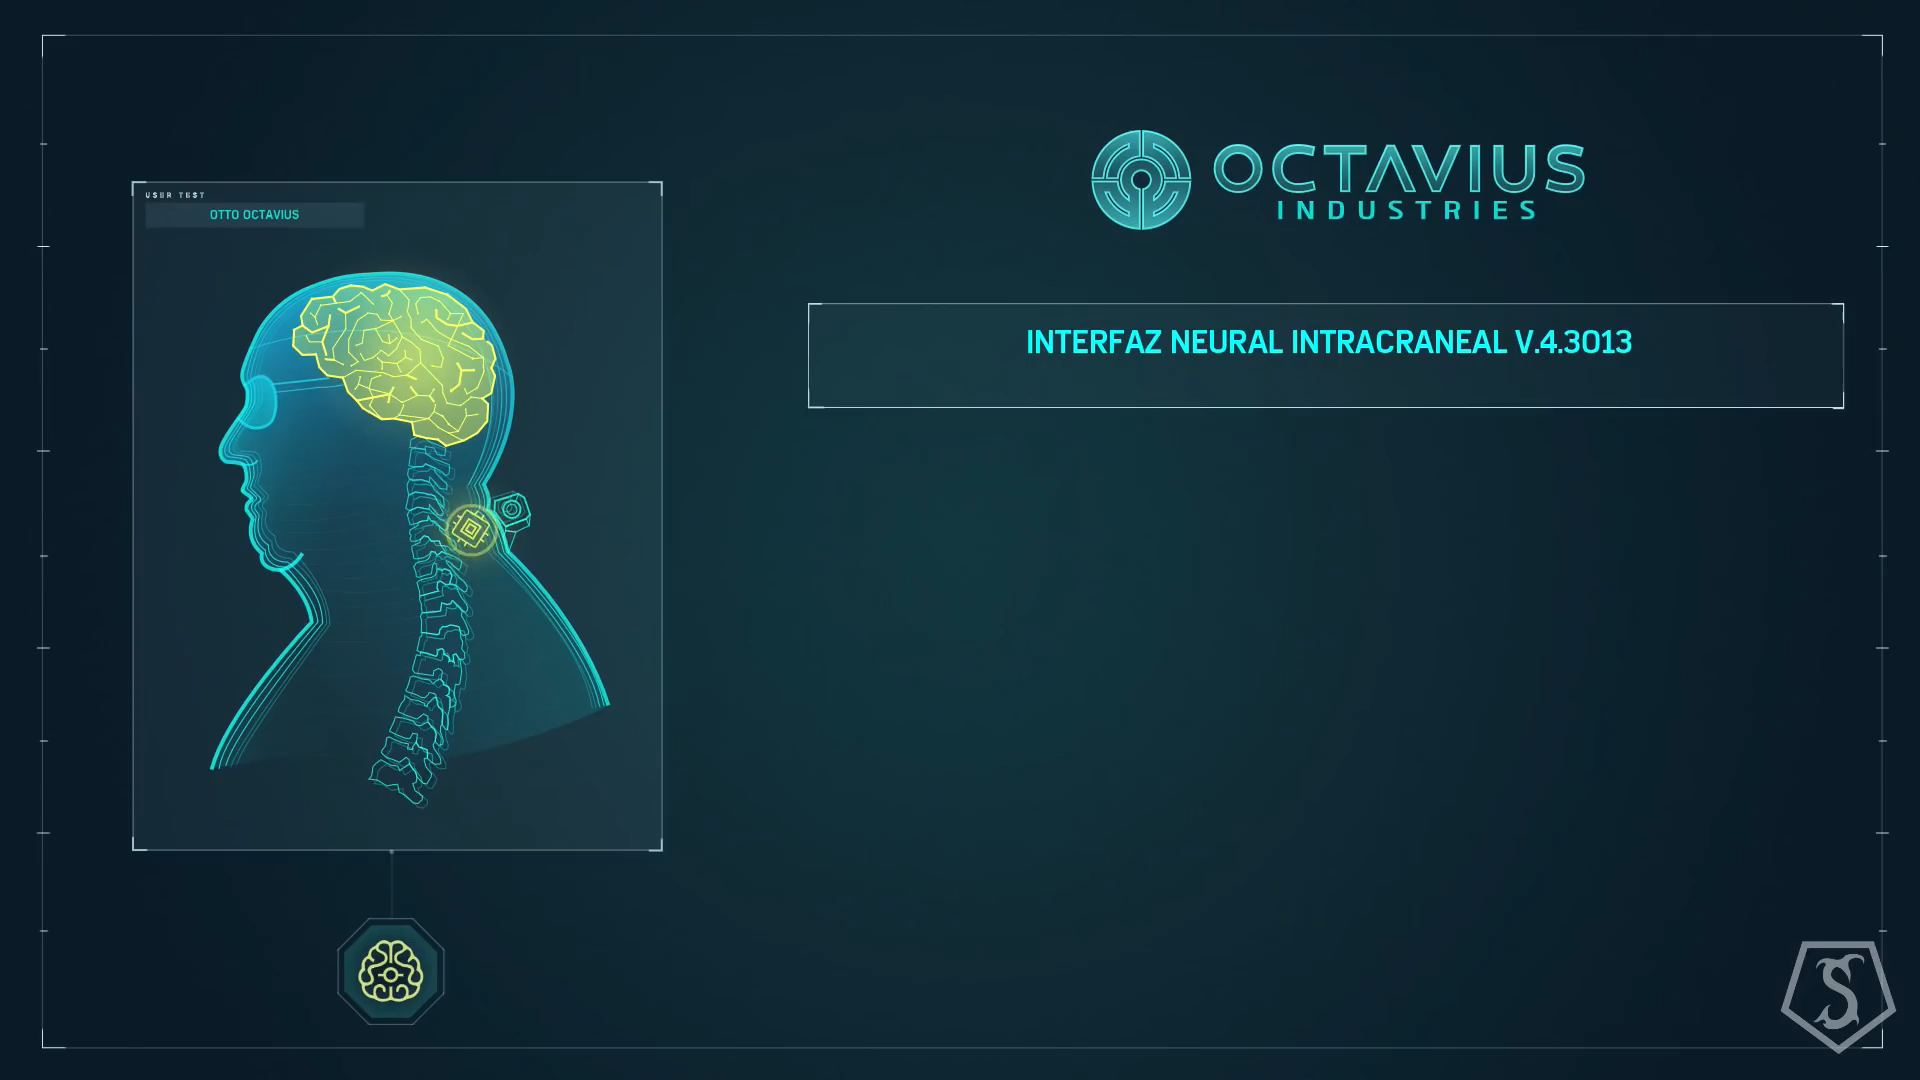 USER TEST
OTTO OCTAVIUS
OCTAVIUS
INDUSTRIES
INTERFAZ NEURAL INTRACRANEAL V.4.3013
S